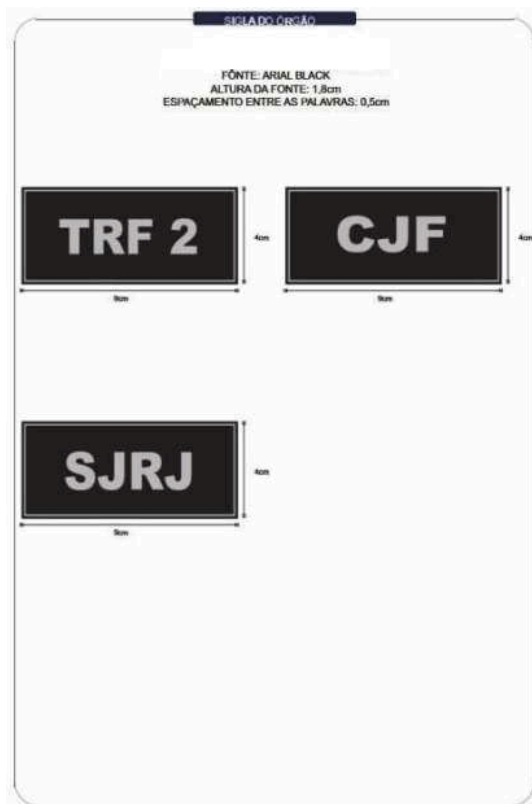 SIGLA DO ÓRGÃO
FÔNTE: ARIAL BLACK
ALTURA DA FONTE: 1,8cm
ESPAÇAMENTO ENTRE AS PALAVRAS: 0,5cm
TRF 2
4cm
9cm
CJF
4cm
9cm
SJRJ
4cm
9cm